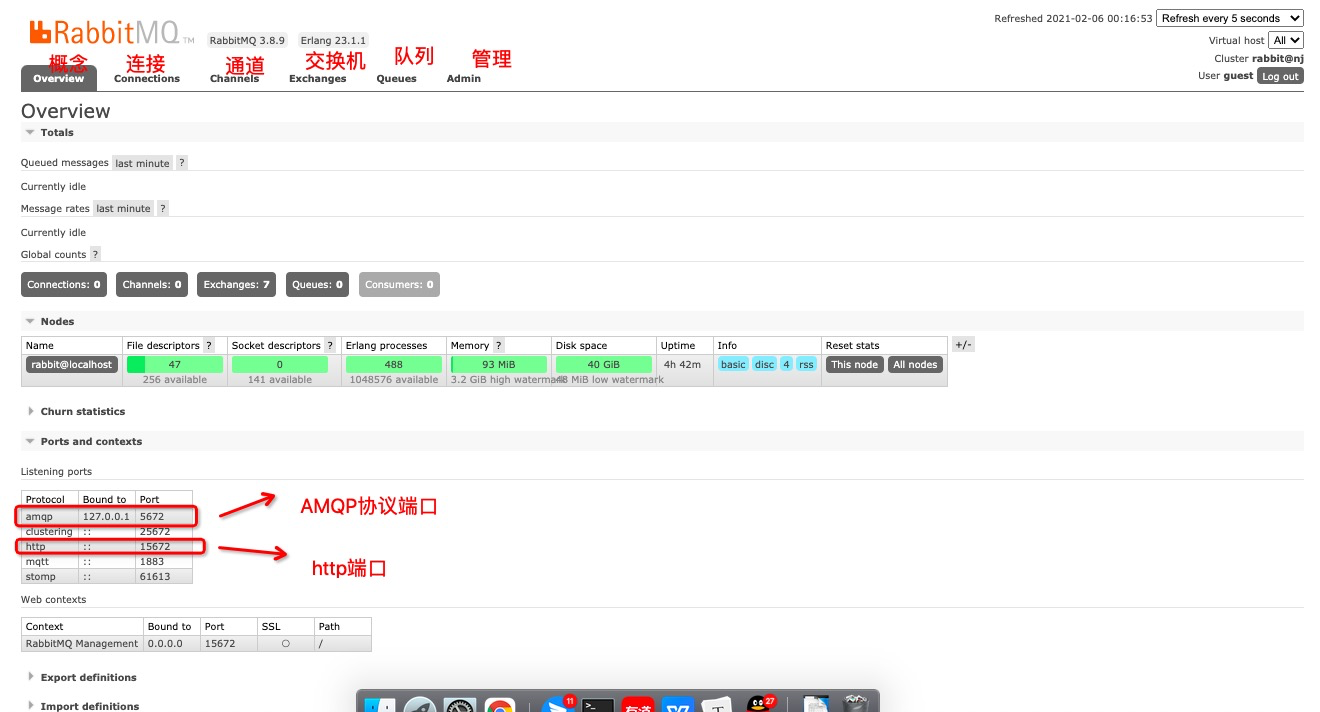 Refreshed 2021-02-06 00:16:53 Refresh every 5 seconds
RabbitMQ TM RabbitMQ 3.8.9 Erlang 23.1.1
Virtual host All
Cluster rabbit@nj
User guest Log out
概念 连接 通道 交换机 队列 管理
Overview Connections Channels Exchanges Queues Admin
Overview
Totals
Queued messages last minute ?
Currently idle
Message rates last minute ?
Currently idle
Global counts ?
Connections: 0 Channels: 0 Exchanges: 7 Queues: 0 Consumers: 0
Nodes
Name File descriptors ? Socket descriptors ? Erlang processes Memory ? Disk space Uptime Info Reset stats +/-
rabbit@localhost 47 0 488 93 MiB 40 GiB 4h 42m basic disc 4 rss This node All nodes
256 available 141 available 1048576 available 3.2 GiB high watermark 48 MiB low watermark
Churn statistics
Ports and contexts
Listening ports
Protocol Bound to Port
amqp 127.0.0.1 5672
AMQP协议端口
clustering :: 25672
http :: 15672
http端口
mqtt :: 1883
stomp :: 61613
Web contexts
Context Bound to Port SSL Path
RabbitMQ Management 0.0.0.0 15672 ○ /
Export definitions
Import definitions
11 27
有道
T